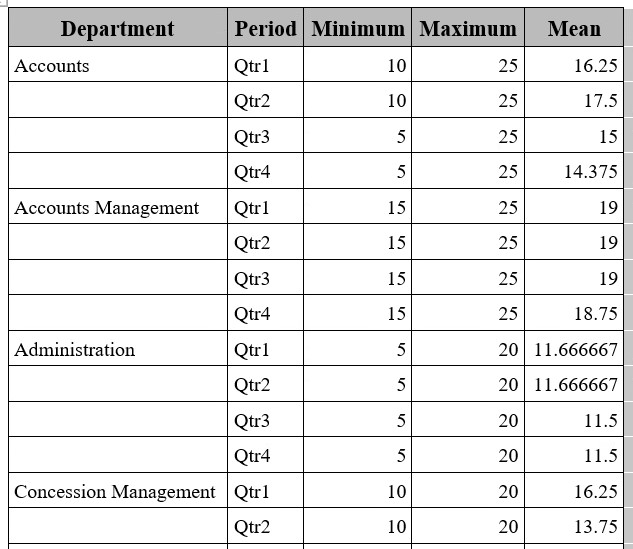 Department Period Minimum Maximum Mean
Accounts Qtr1 10 25 16.25
Qtr2 10 25 17.5
Qtr3 5 25 15
Qtr4 5 25 14.375
Accounts Management Qtr1 15 25 19
Qtr2 15 25 19
Qtr3 15 25 19
Qtr4 15 25 18.75
Administration Qtr1 5 20 11.666667
Qtr2 5 20 11.666667
Qtr3 5 20 11.5
Qtr4 5 20 11.5
Concession Management Qtr1 10 20 16.25
Qtr2 10 20 13.75